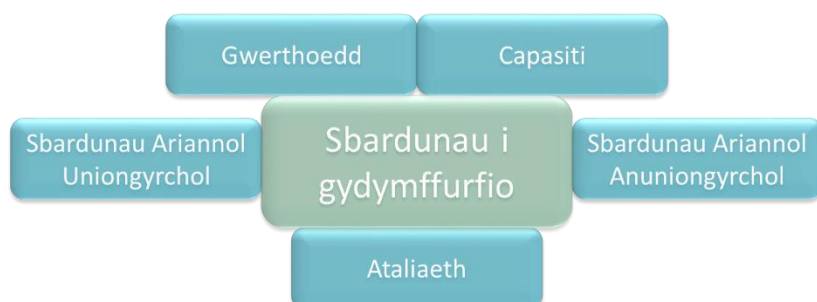 Gwerthoedd
Capasiti
Sbardunau Ariannol
Uniongyrchol
Sbardunau i
gydymffurfio
Sbardunau Ariannol
Anuniongyrchol
Ataliaeth